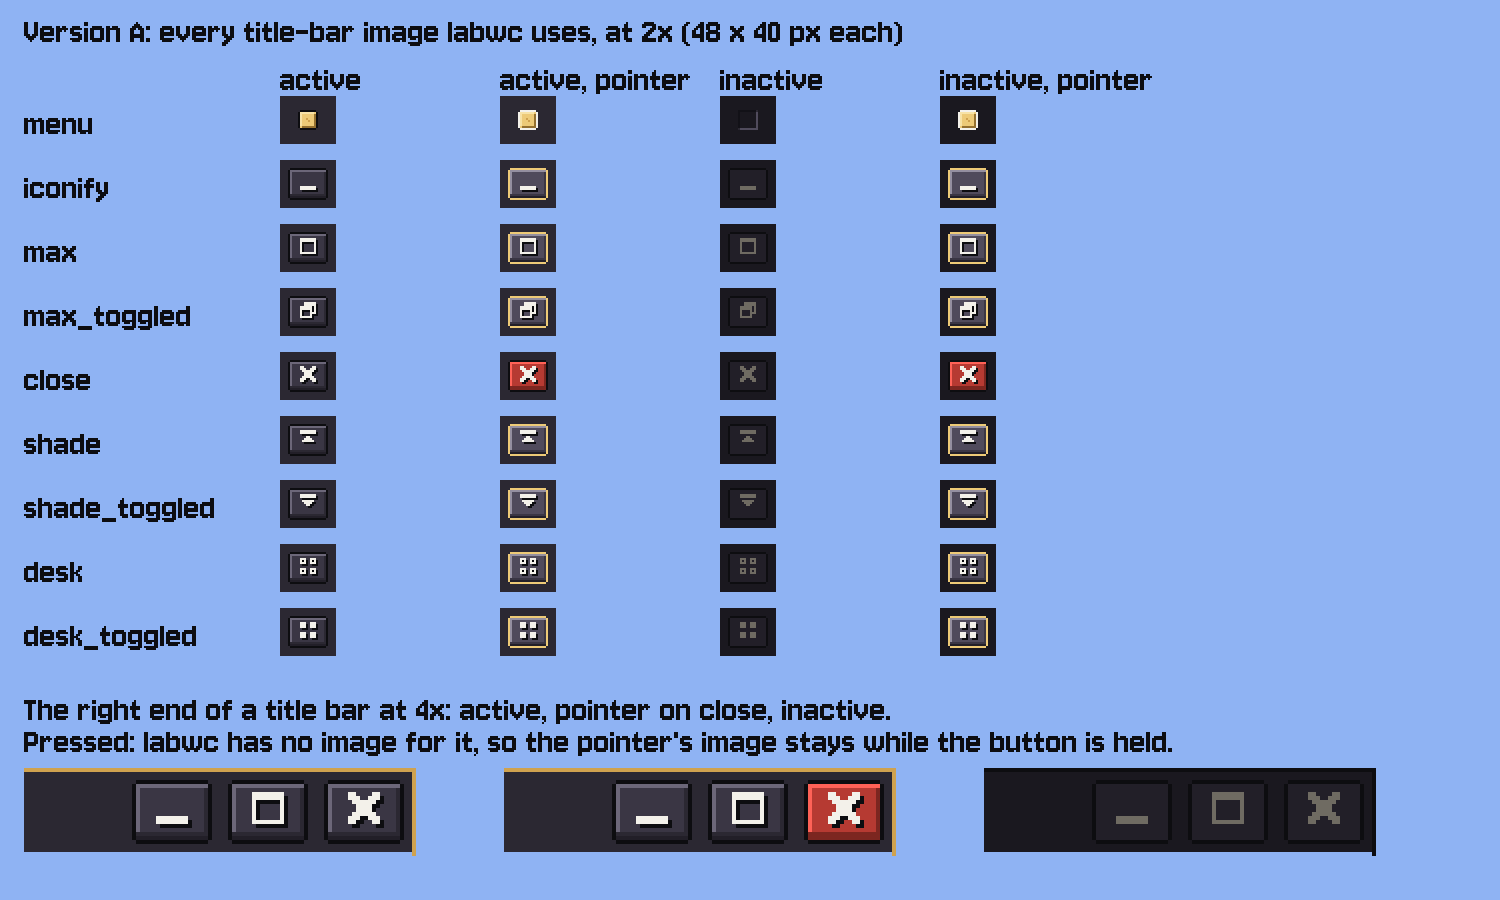 Version A: every title-bar image labwc uses, at 2x (48 x 40 px each)
active active, pointer inactive inactive, pointer
menu
iconify
max
max_toggled
close
shade
shade_toggled
desk
desk_toggled
The right end of a title bar at 4x: active, pointer on close, inactive.
Pressed: labwc has no image for it, so the pointer's image stays while the button is held.